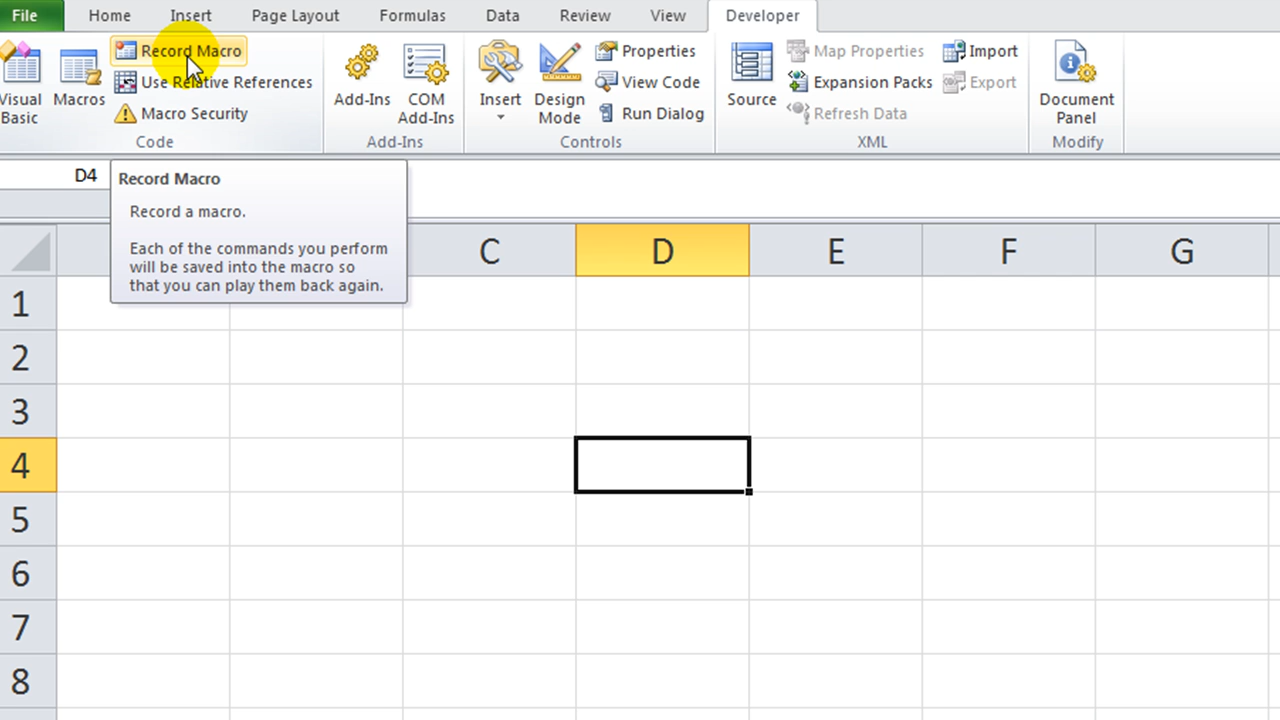 File Home Insert Page Layout Formulas Data Review View Developer
Visual Basic
Macros
Record Macro
Use Relative References
Macro Security
Code
Add-Ins
COM Add-Ins
Add-Ins
Insert
Design Mode
Properties
View Code
Run Dialog
Controls
Source
Map Properties
Expansion Packs
Refresh Data
Import
Export
XML
Document Panel
Modify
D4
Record Macro
Record a macro.
Each of the commands you perform
will be saved into the macro so
that you can play them back again.
C D E F G
1
2
3
4
5
6
7
8